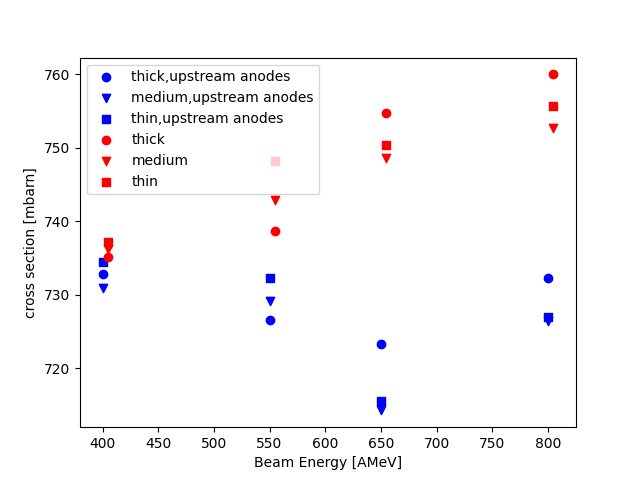 thick,upstream anodes
medium,upstream anodes
thin,upstream anodes
thick
medium
thin
760
750
740
730
720
cross section [mbarn]
400 450 500 550 600 650 700 750 800
Beam Energy [AMeV]